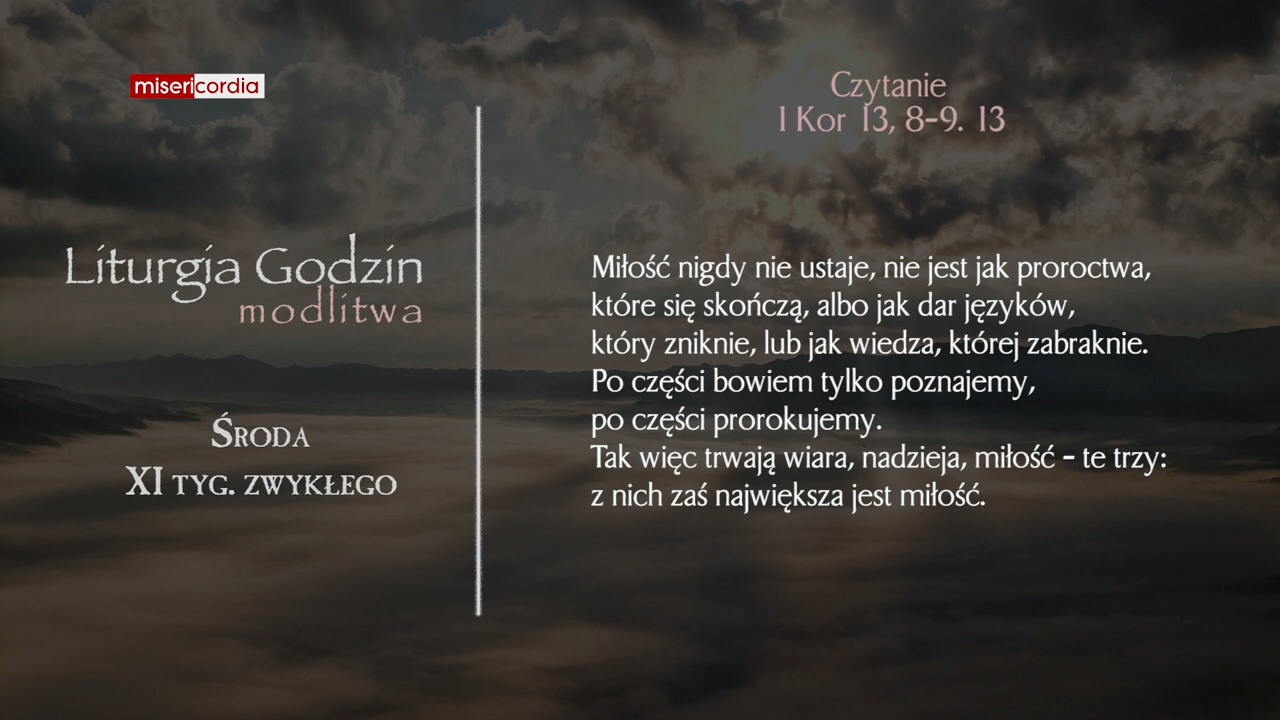 misericordia
Liturgia Godzin
modlitwa
Środa
XI tyg. zwykłego
Czytanie
1 Kor 13, 8-9. 13
Miłość nigdy nie ustaje, nie jest jak proroctwa,
które się skończą, albo jak dar języków,
który zniknie, lub jak wiedza, której zabraknie.
Po części bowiem tylko poznajemy,
po części prorokujemy.
Tak więc trwają wiara, nadzieja, miłość - te trzy:
z nich zaś największa jest miłość.